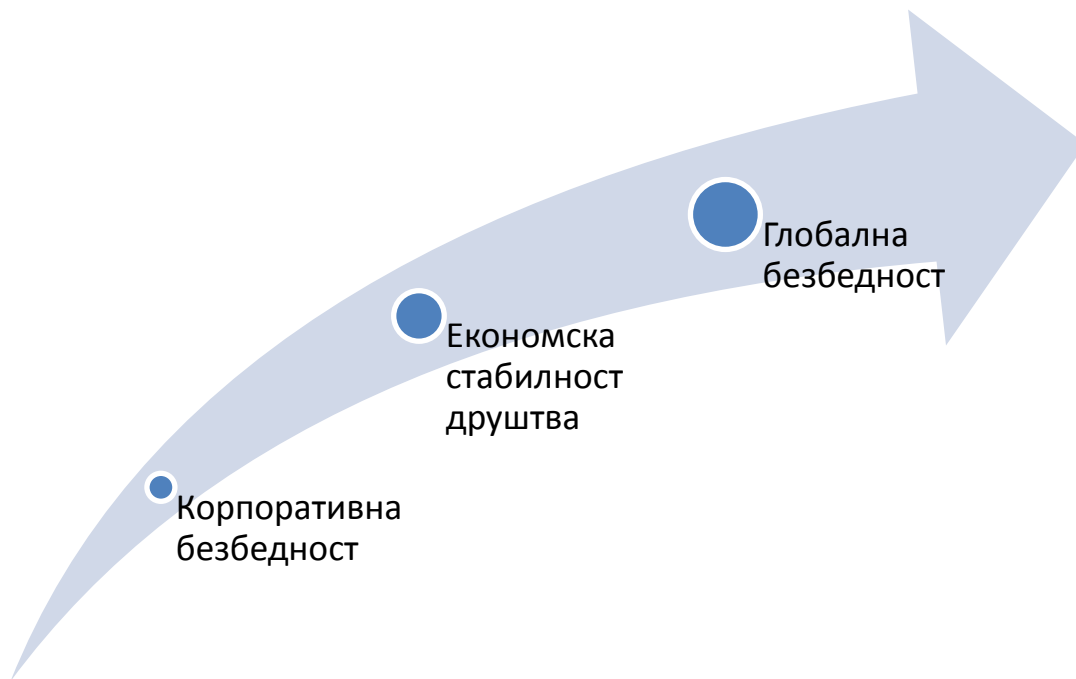 Глобална
безбедност
Економска
стабилност
друштва
Корпоративна
безбедност